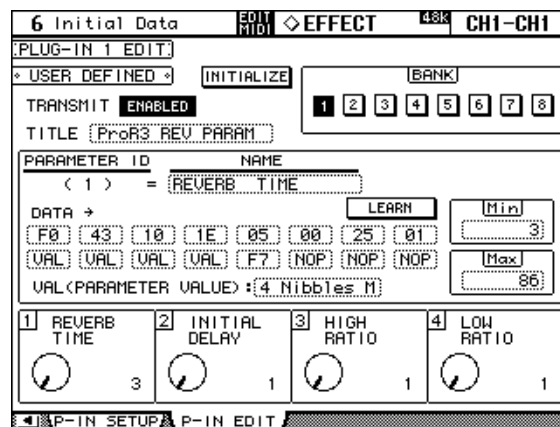 6 Initial Data EDIT MIDI ◇EFFECT 48K CH1-CH1
PLUG-IN 1 EDIT
USER DEFINED INITIALIZE BANK
TRANSMIT ENABLED 1 2 3 4 5 6 7 8
TITLE ProR3 REV PARAM
PARAMETER ID NAME
( 1 ) = REVERB TIME
DATA → LEARN Min
F0 43 10 1E 05 00 25 01 3
VAL VAL VAL VAL F7 NOP NOP NOP Max
VAL(PARAMETER VALUE): 4 Nibbles M 86
1 REVERB TIME 2 INITIAL DELAY 3 HIGH RATIO 4 LOW RATIO
3 1 1 1
P-IN SETUP P-IN EDIT